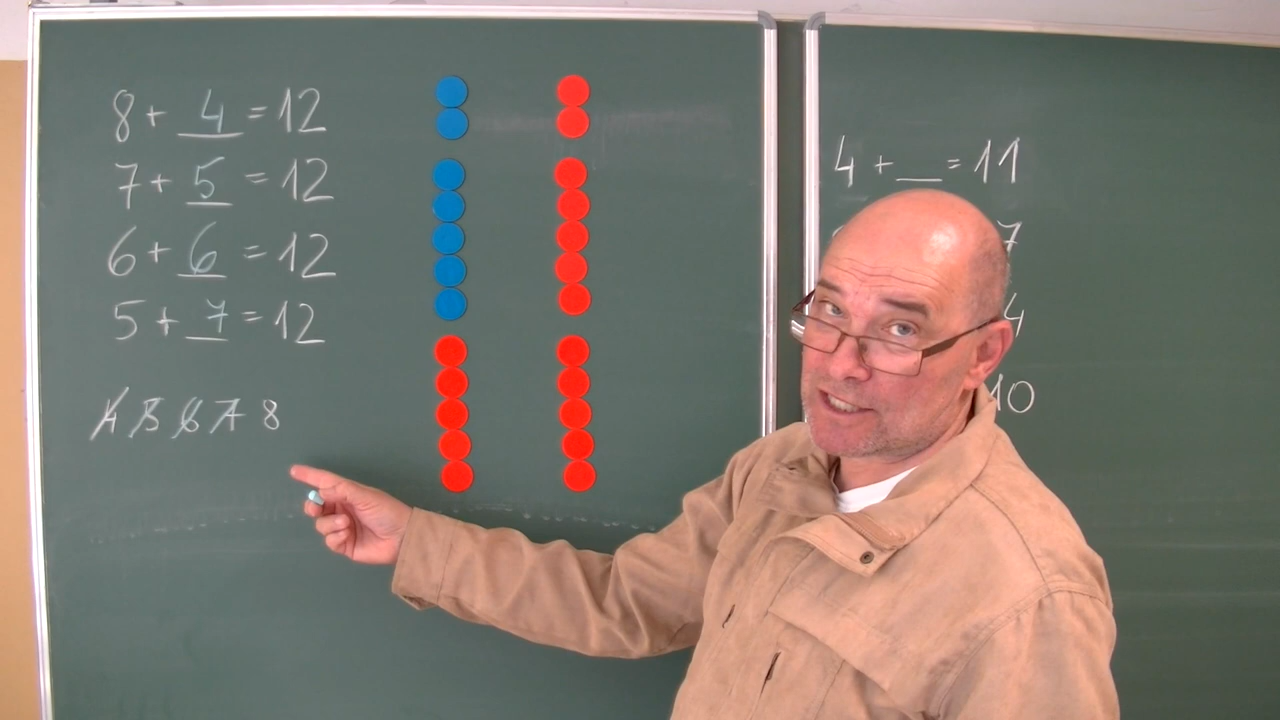 8 + 4 = 12
7 + 5 = 12
6 + 6 = 12
5 + 7 = 12
4 5 6 7 8
4 + __ = 11
7
4
10